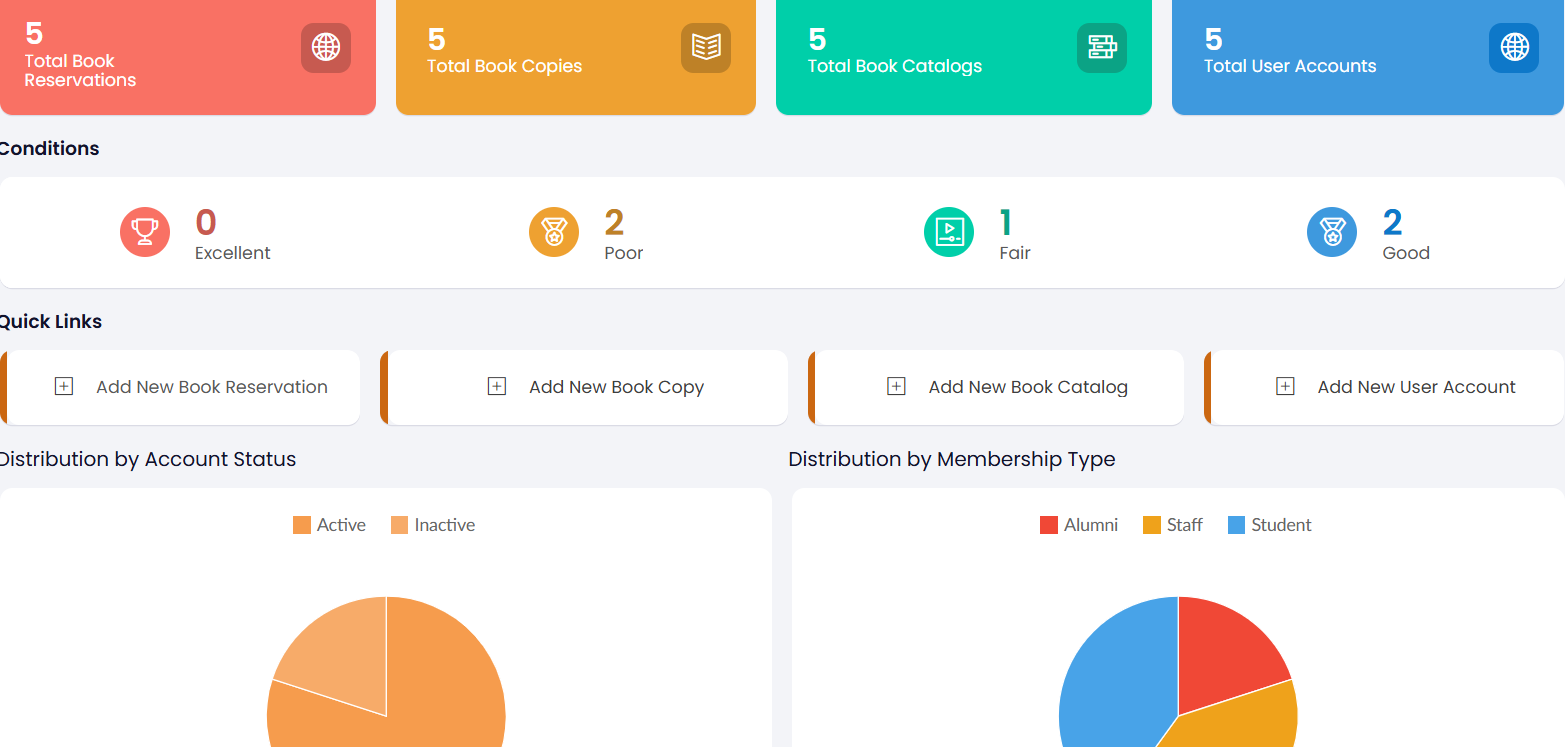 5
Total Book
Reservations
5
Total Book Copies
5
Total Book Catalogs
5
Total User Accounts
Conditions
0
Excellent
2
Poor
1
Fair
2
Good
Quick Links
Add New Book Reservation
Add New Book Copy
Add New Book Catalog
Add New User Account
Distribution by Account Status
Distribution by Membership Type
Active Inactive
Alumni Staff Student